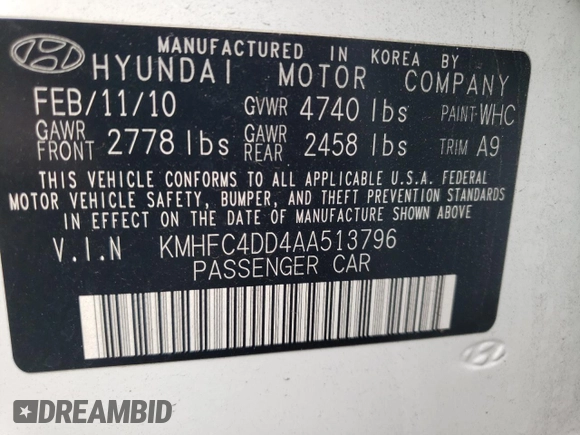 MANUFACTURED IN KOREA BY
HYUNDAI MOTOR COMPANY
FEB/11/10 GVWR 4740 lbs PAINT-WHC
GAWR FRONT 2778 lbs GAWR REAR 2458 lbs TRIM A9
THIS VEHICLE CONFORMS TO ALL APPLICABLE U.S.A. FEDERAL
MOTOR VEHICLE SAFETY, BUMPER, AND THEFT PREVENTION STANDARDS
IN EFFECT ON THE DATE OF MANUFACTURE SHOWN ABOVE
V.I.N KMHFC4DD4AA513796
PASSENGER CAR
DREAMBID